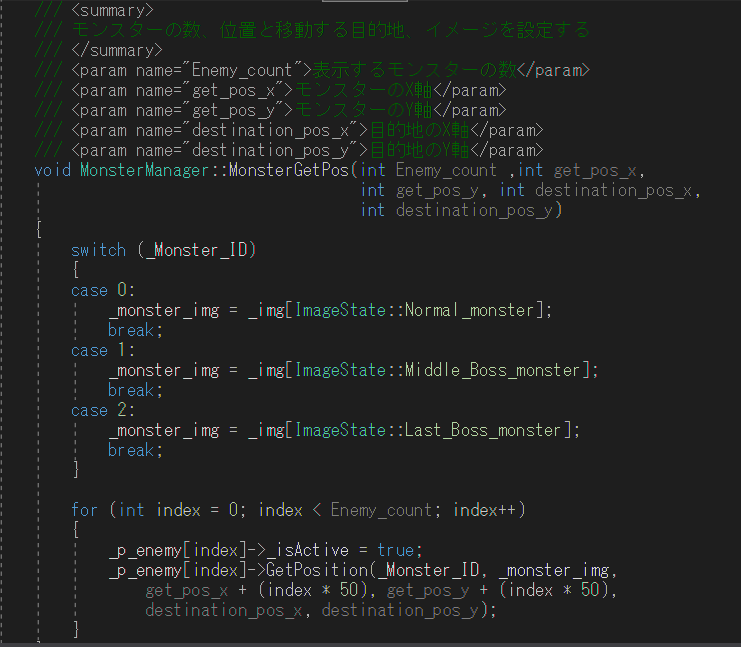 /// <summary>
/// モンスターの数、位置と移動する目的地、イメージを設定する
/// </summary>
/// <param name="Enemy_count">表示するモンスターの数</param>
/// <param name="get_pos_x">モンスターのX軸</param>
/// <param name="get_pos_y">モンスターのY軸</param>
/// <param name="destination_pos_x">目的地のX軸</param>
/// <param name="destination_pos_y">目的地のY軸</param>
void MonsterManager::MonsterGetPos(int Enemy_count ,int get_pos_x,
int get_pos_y, int destination_pos_x,
int destination_pos_y)
{
switch (_Monster_ID)
{
case 0:
_monster_img = _img[ImageState::Normal_monster];
break;
case 1:
_monster_img = _img[ImageState::Middle_Boss_monster];
break;
case 2:
_monster_img = _img[ImageState::Last_Boss_monster];
break;
}
for (int index = 0; index < Enemy_count; index++)
{
_p_enemy[index]->_isActive = true;
_p_enemy[index]->GetPosition(_Monster_ID, _monster_img,
get_pos_x + (index * 50), get_pos_y + (index * 50),
destination_pos_x, destination_pos_y);
}